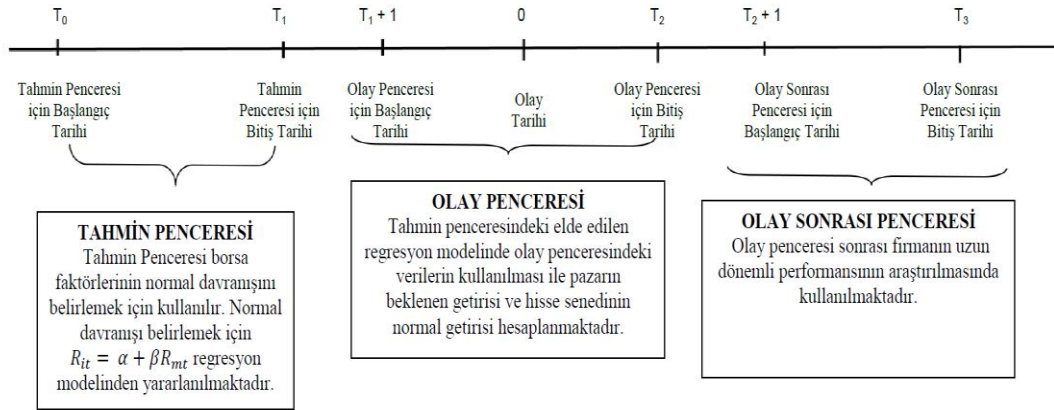 T₀ T₁ T₁ + 1 0 T₂ T₂ + 1 T₃
Tahmin Penceresi
için Başlangıç
Tarihi
Tahmin
Penceresi için
Bitiş Tarihi
Olay Penceresi
için Başlangıç
Tarihi
Olay
Tarihi
Olay Penceresi
için Bitiş
Tarihi
Olay Sonrası
Penceresi için
Başlangıç Tarihi
Olay Sonrası
Penceresi için
Bitiş Tarihi
TAHMİN PENCERESİ
Tahmin Penceresi borsa
faktörlerinin normal davranışını
belirlemek için kullanılır. Normal
davranışı belirlemek için
R_{it} = α + βR_{mt} regresyon
modelinden yararlanılmaktadır.
OLAY PENCERESİ
Tahmin penceresindeki elde edilen
regresyon modelinde olay penceresindeki
verilerin kullanılması ile pazarın
beklenen getirisi ve hisse senedinin
normal getirisi hesaplanmaktadır.
OLAY SONRASI PENCERESİ
Olay penceresi sonrası firmanın uzun
dönemli performansının araştırılmasında
kullanılmaktadır.